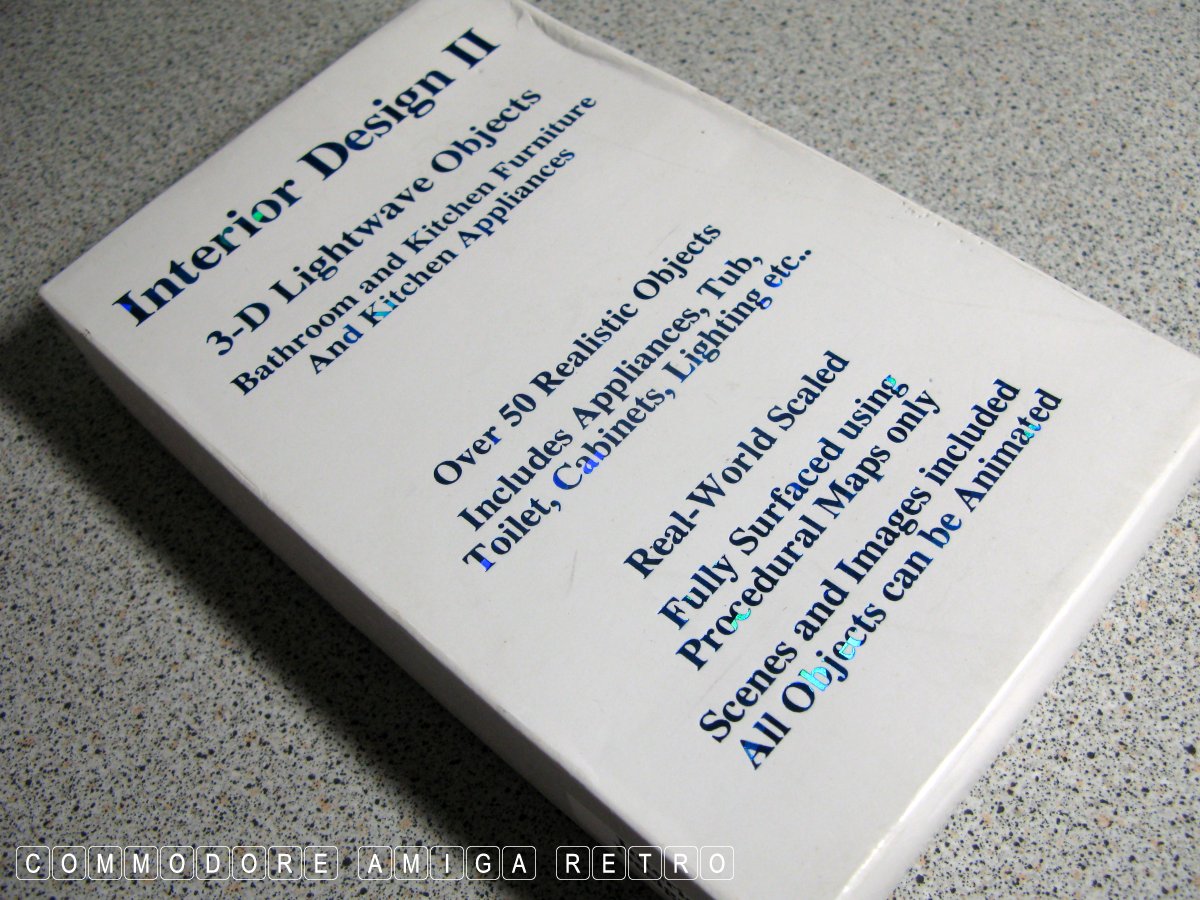 Interior Design II
3-D Lightwave Objects
Bathroom and Kitchen Furniture
And Kitchen Appliances
Over 50 Realistic Objects
Includes Appliances, Tub,
Toilet, Cabinets, Lighting etc..
Real-World Scaled
Fully Surfaced using
Procedural Maps only
Scenes and Images included
All Objects can be Animated
COMMODORE AMIGA RETRO